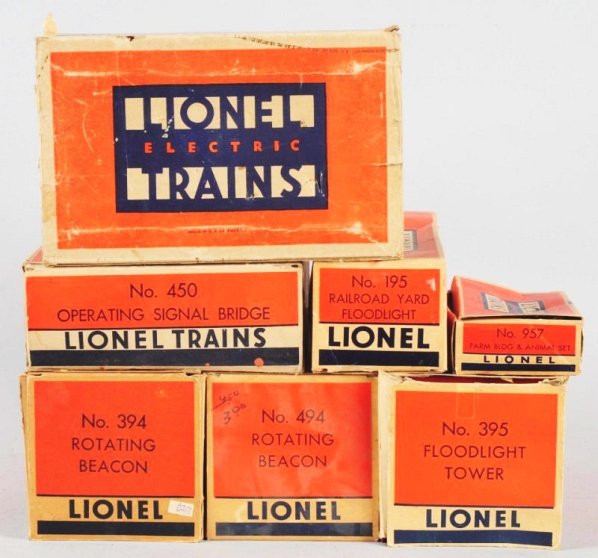 LIONEL
ELECTRIC
TRAINS
No. 450
OPERATING SIGNAL BRIDGE
LIONEL TRAINS
No. 195
RAILROAD YARD
FLOODLIGHT
LIONEL
No. 957
FARM BLDG & ANIMAL SET
LIONEL
No. 394
ROTATING
BEACON
LIONEL
No. 494
ROTATING
BEACON
LIONEL
No. 395
FLOODLIGHT
TOWER
LIONEL